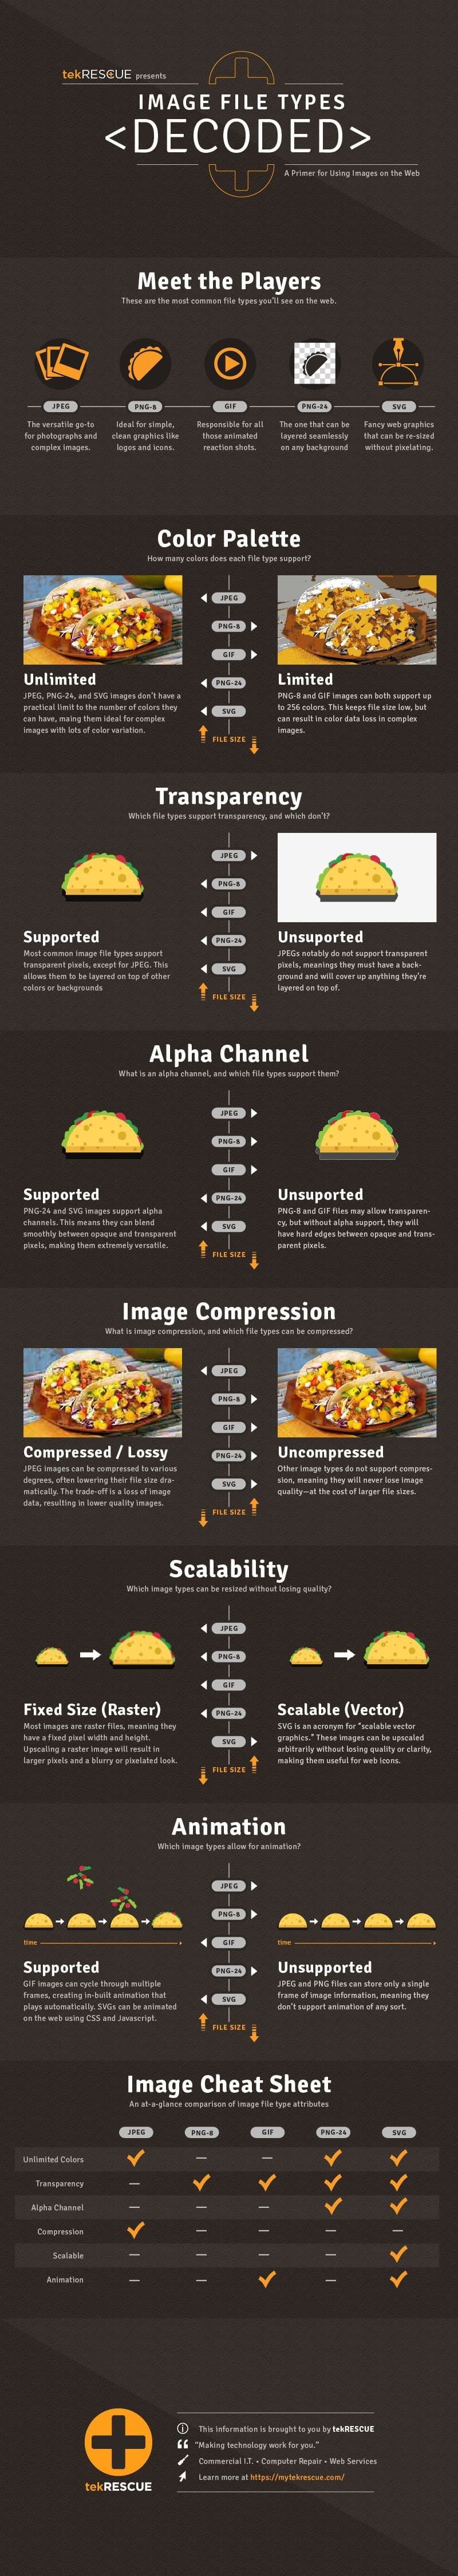 tekRESCUE presents
IMAGE FILE TYPES
<DECODED>
A Primer for Using Images on the Web
Meet the Players
These are the most common file types you'll see on the web.
JPEG
The versatile go-to
for photographs and
complex images.
PNG-8
Ideal for simple,
clean graphics like
logos and icons.
GIF
Responsible for all
those animated
reaction shots.
PNG-24
The one that can be
layered seamlessly
on any background
SVG
Fancy web graphics
that can be re-sized
without pixelating.
Color Palette
How many colors does each file type support?
JPEG
PNG-8
GIF
PNG-24
SVG
FILE SIZE
Unlimited
JPEG, PNG-24, and SVG images don't have a
practical limit to the number of colors they
can have, making them ideal for complex
images with lots of color variation.
Limited
PNG-8 and GIF images can both support up
to 256 colors. This keeps file size low, but
can result in color data loss in complex
images.
Transparency
Which file types support transparency, and which don't?
JPEG
PNG-8
GIF
PNG-24
SVG
FILE SIZE
Supported
Most common image file types support
transparent pixels, except for JPEG. This
allows them to be layered on top of other
colors or backgrounds
Unsuported
JPEGs notably do not support transparent
pixels, meaning they must have a back-
ground and will cover up anything they're
layered on top of.
Alpha Channel
What is an alpha channel, and which file types support them?
JPEG
PNG-8
GIF
PNG-24
SVG
FILE SIZE
Supported
PNG-24 and SVG images support alpha
channels. This means they can blend
smoothly between opaque and transparent
pixels, making them extremely versatile.
Unsuported
PNG-8 and GIF files may allow transparen-
cy, but without alpha support, they will
have hard edges between opaque and trans-
parent pixels.
Image Compression
What is image compression, and which file types can be compressed?
JPEG
PNG-8
GIF
PNG-24
SVG
FILE SIZE
Compressed / Lossy
JPEG images can be compressed to various
degrees, often lowering their file size dra-
matically. The trade-off is a loss of image
data, resulting in lower quality images.
Uncompressed
Other image types do not support compres-
sion, meaning they will never lose image
quality—at the cost of larger file sizes.
Scalability
Which image types can be resized without losing quality?
JPEG
PNG-8
GIF
PNG-24
SVG
FILE SIZE
Fixed Size (Raster)
Most images are raster files, meaning they
have a fixed pixel width and height.
Upscaling a raster image will result in
larger pixels and a blurry or pixelated look.
Scalable (Vector)
SVG is an acronym for "scalable vector
graphics." These images can be upscaled
arbitrarily without losing quality or clarity,
making them useful for web icons.
Animation
Which image types allow for animation?
JPEG
PNG-8
GIF
PNG-24
SVG
FILE SIZE
time
Supported
GIF images can cycle through multiple
frames, creating in-built animation that
plays automatically. SVGs can be animated
on the web using CSS and Javascript.
time
Unsupported
JPEG and PNG files can store only a single
frame of image information, meaning they
don't support animation of any sort.
Image Cheat Sheet
An at-a-glance comparison of image file type attributes
JPEG PNG-8 GIF PNG-24 SVG
Unlimited Colors
Transparency
Alpha Channel
Compression
Scalable
Animation
tekRESCUE
This information is brought to you by tekRESCUE
"Making technology work for you."
Commercial I.T. • Computer Repair • Web Services
Learn more at https://mytekrescue.com/